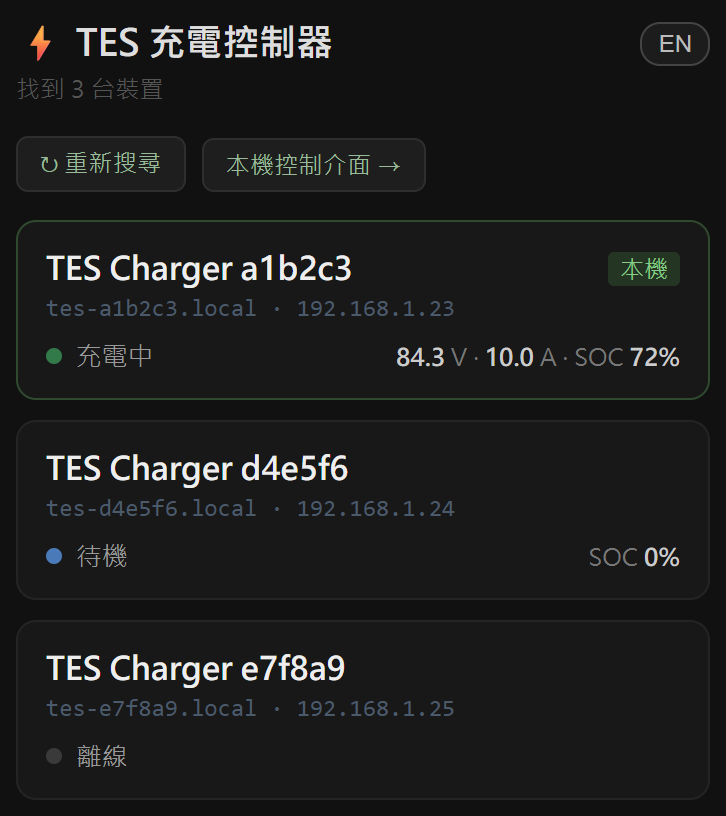 TES 充電控制器
EN
找到 3 台裝置
↻ 重新搜尋
本機控制介面 →
TES Charger a1b2c3
本機
tes-a1b2c3.local · 192.168.1.23
充電中
84.3 V · 10.0 A · SOC 72%
TES Charger d4e5f6
tes-d4e5f6.local · 192.168.1.24
待機
SOC 0%
TES Charger e7f8a9
tes-e7f8a9.local · 192.168.1.25
離線